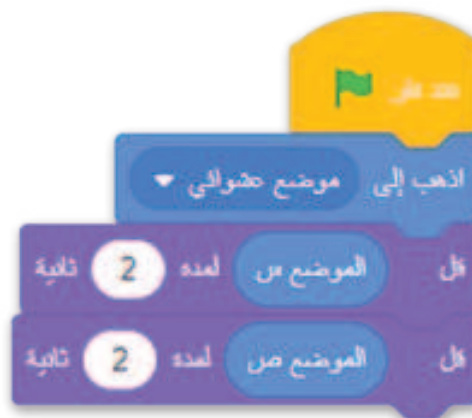 اذهب إلى موضع عشوائي
قل الموضع س لمدة 2 ثانية
قل الموضع ص لمدة 2 ثانية